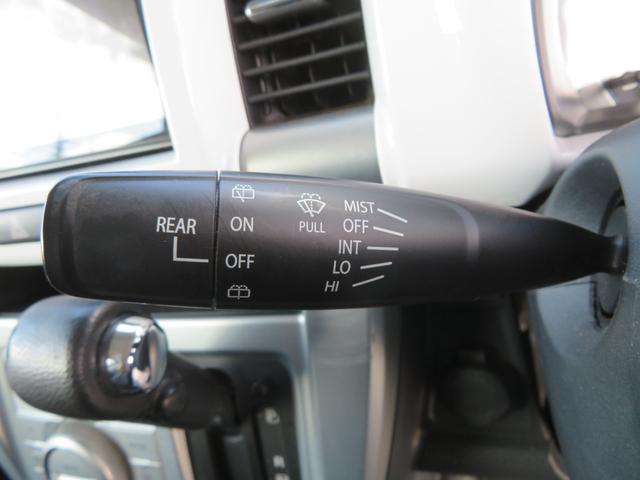 REAR
ON
OFF
PULL
MIST
OFF
INT
LO
HI
R